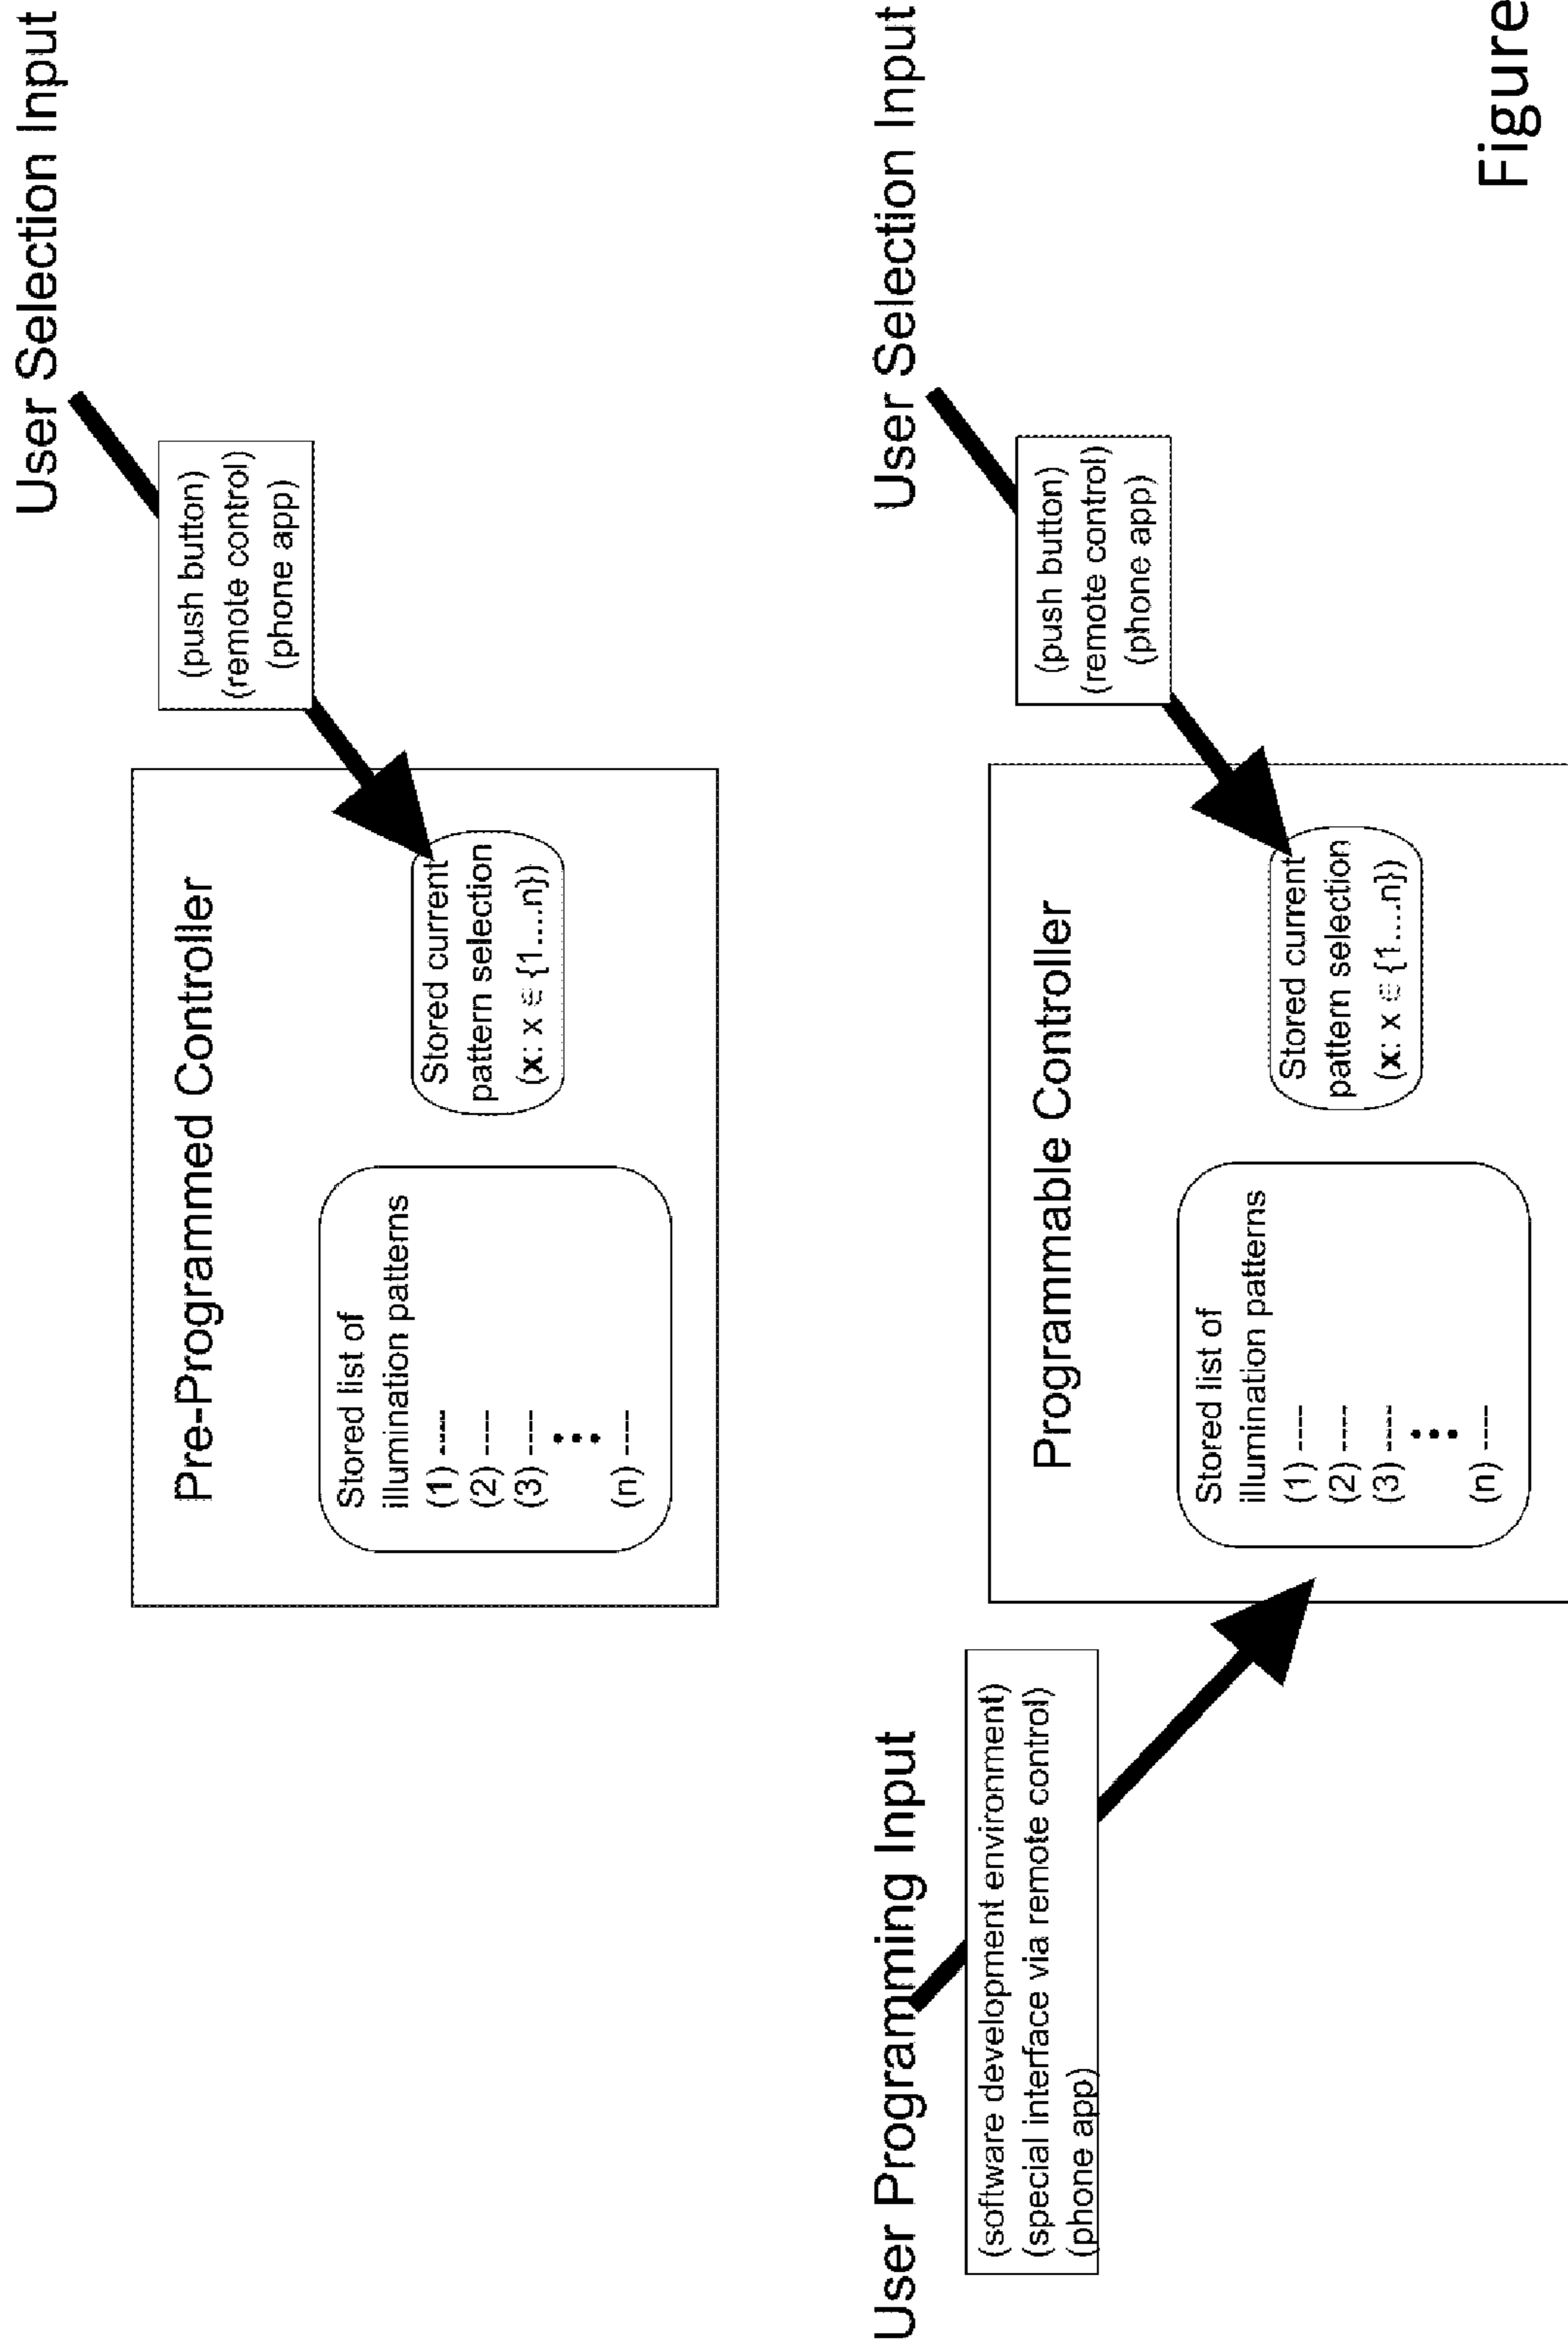 User Selection Input
(push button)
(remote control)
(phone app)
Pre-Programmed Controller
Stored current
pattern selection
(x: x ∈ {1....n})
Stored list of
illumination patterns
(1) -----
(2) -----
(3) -----
⋮
(n) -----
User Programming Input
(software development environment)
(special interface via remote control)
(phone app)
User Selection Input
(push button)
(remote control)
(phone app)
Programmable Controller
Stored current
pattern selection
(x: x ∈ {1....n})
Stored list of
illumination patterns
(1) -----
(2) -----
(3) -----
⋮
(n) -----
Figure